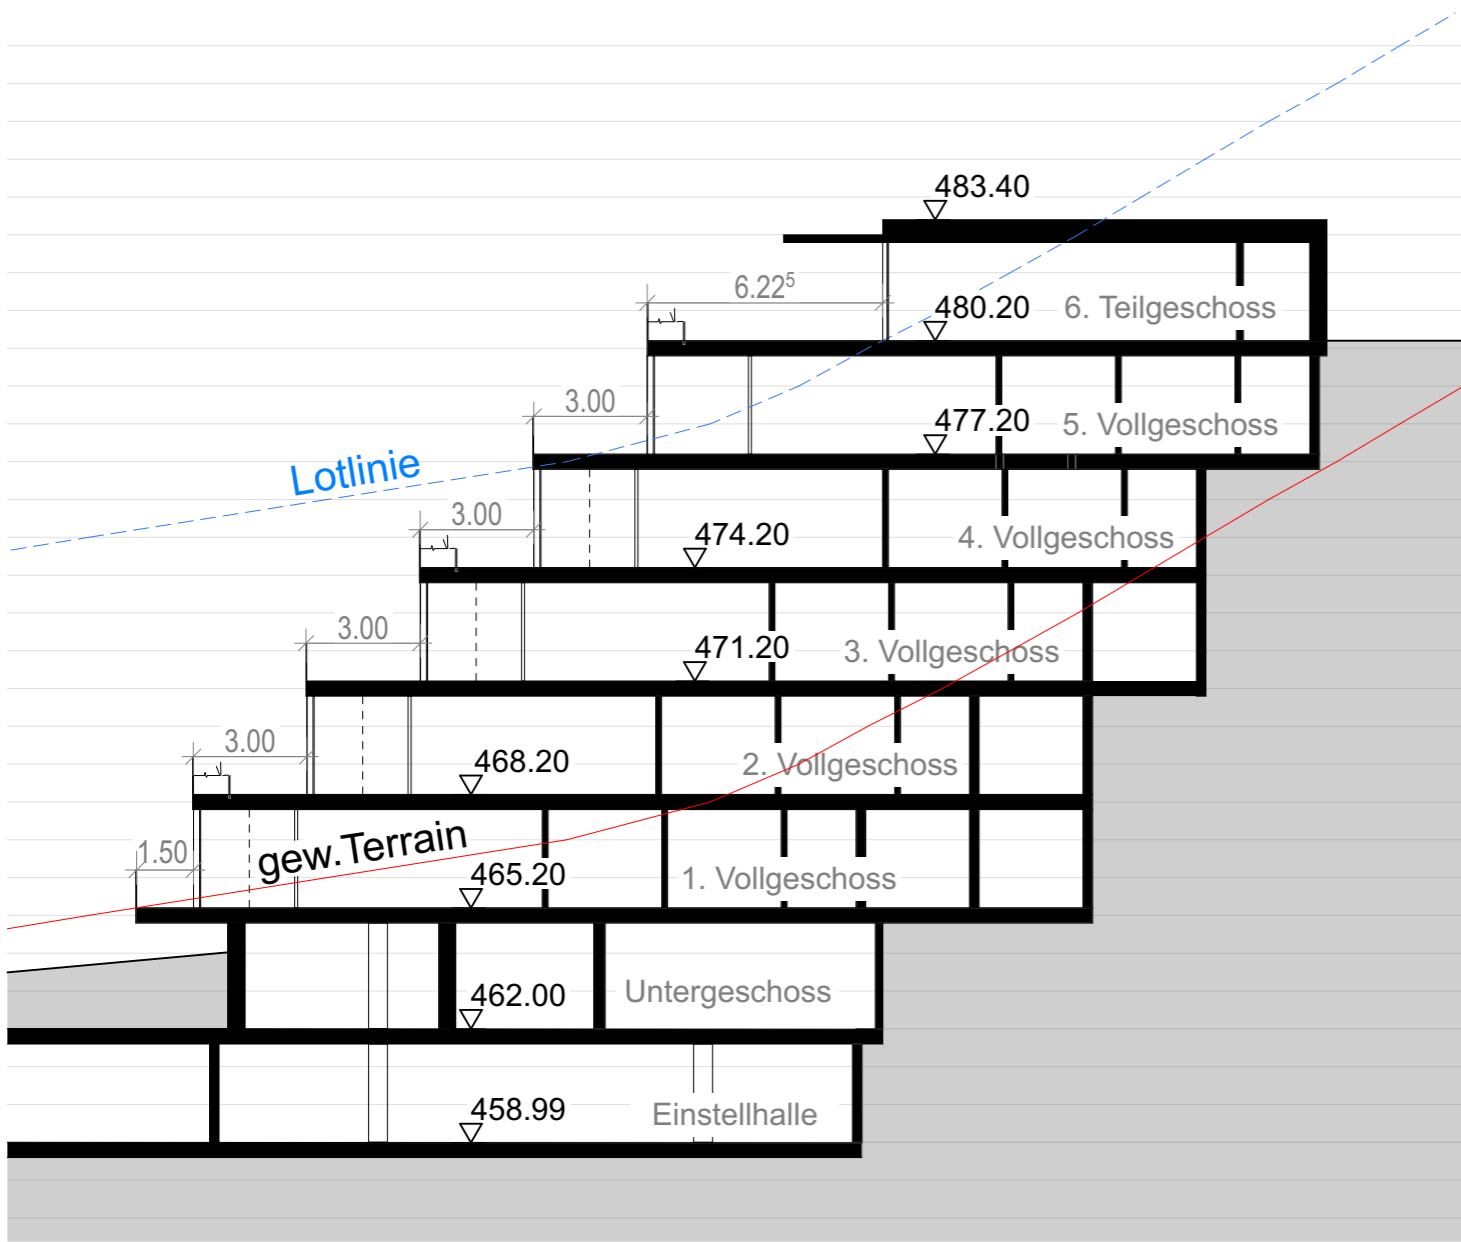 483.40
6.22⁵
480.20
6. Teilgeschoss
3.00
477.20
5. Vollgeschoss
Lotlinie
3.00
474.20
4. Vollgeschoss
3.00
471.20
3. Vollgeschoss
3.00
468.20
2. Vollgeschoss
gew.Terrain
1.50
465.20
1. Vollgeschoss
462.00
Untergeschoss
458.99
Einstellhalle